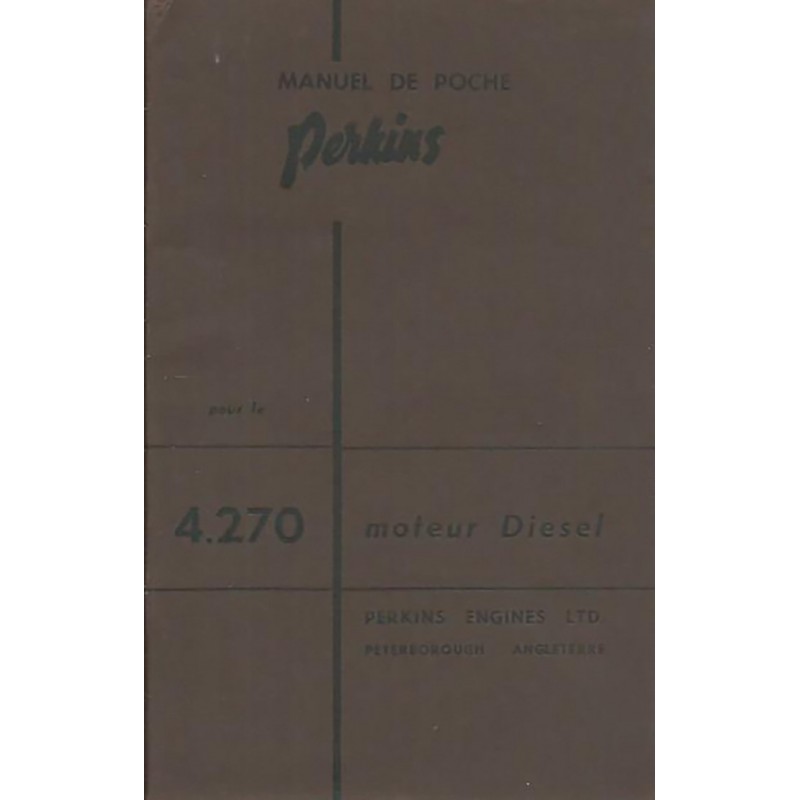 MANUEL DE POCHE
Perkins
pour le
4.270 moteur Diesel
PERKINS ENGINES LTD.
PETERBOROUGH ANGLETERRE